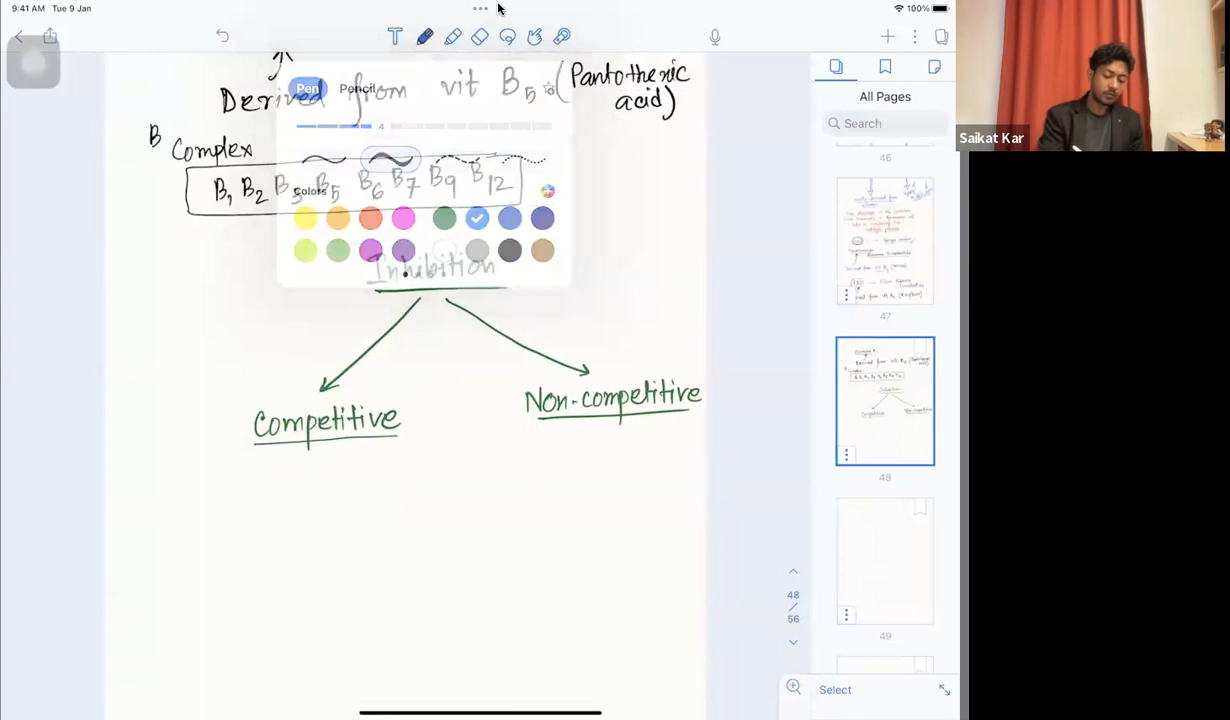 9:41 AM Tue 9 Jan
100%
Derived from vit B5 (Pantothenic
acid)
Pen
Pencil
4
B Complex
B1 B2 B3 B5 B6 B7 B9 B12
Colors
Inhibition
Competitive
Non-competitive
48
/
56
All Pages
Search
46
47
48
49
Select
Saikat Kar